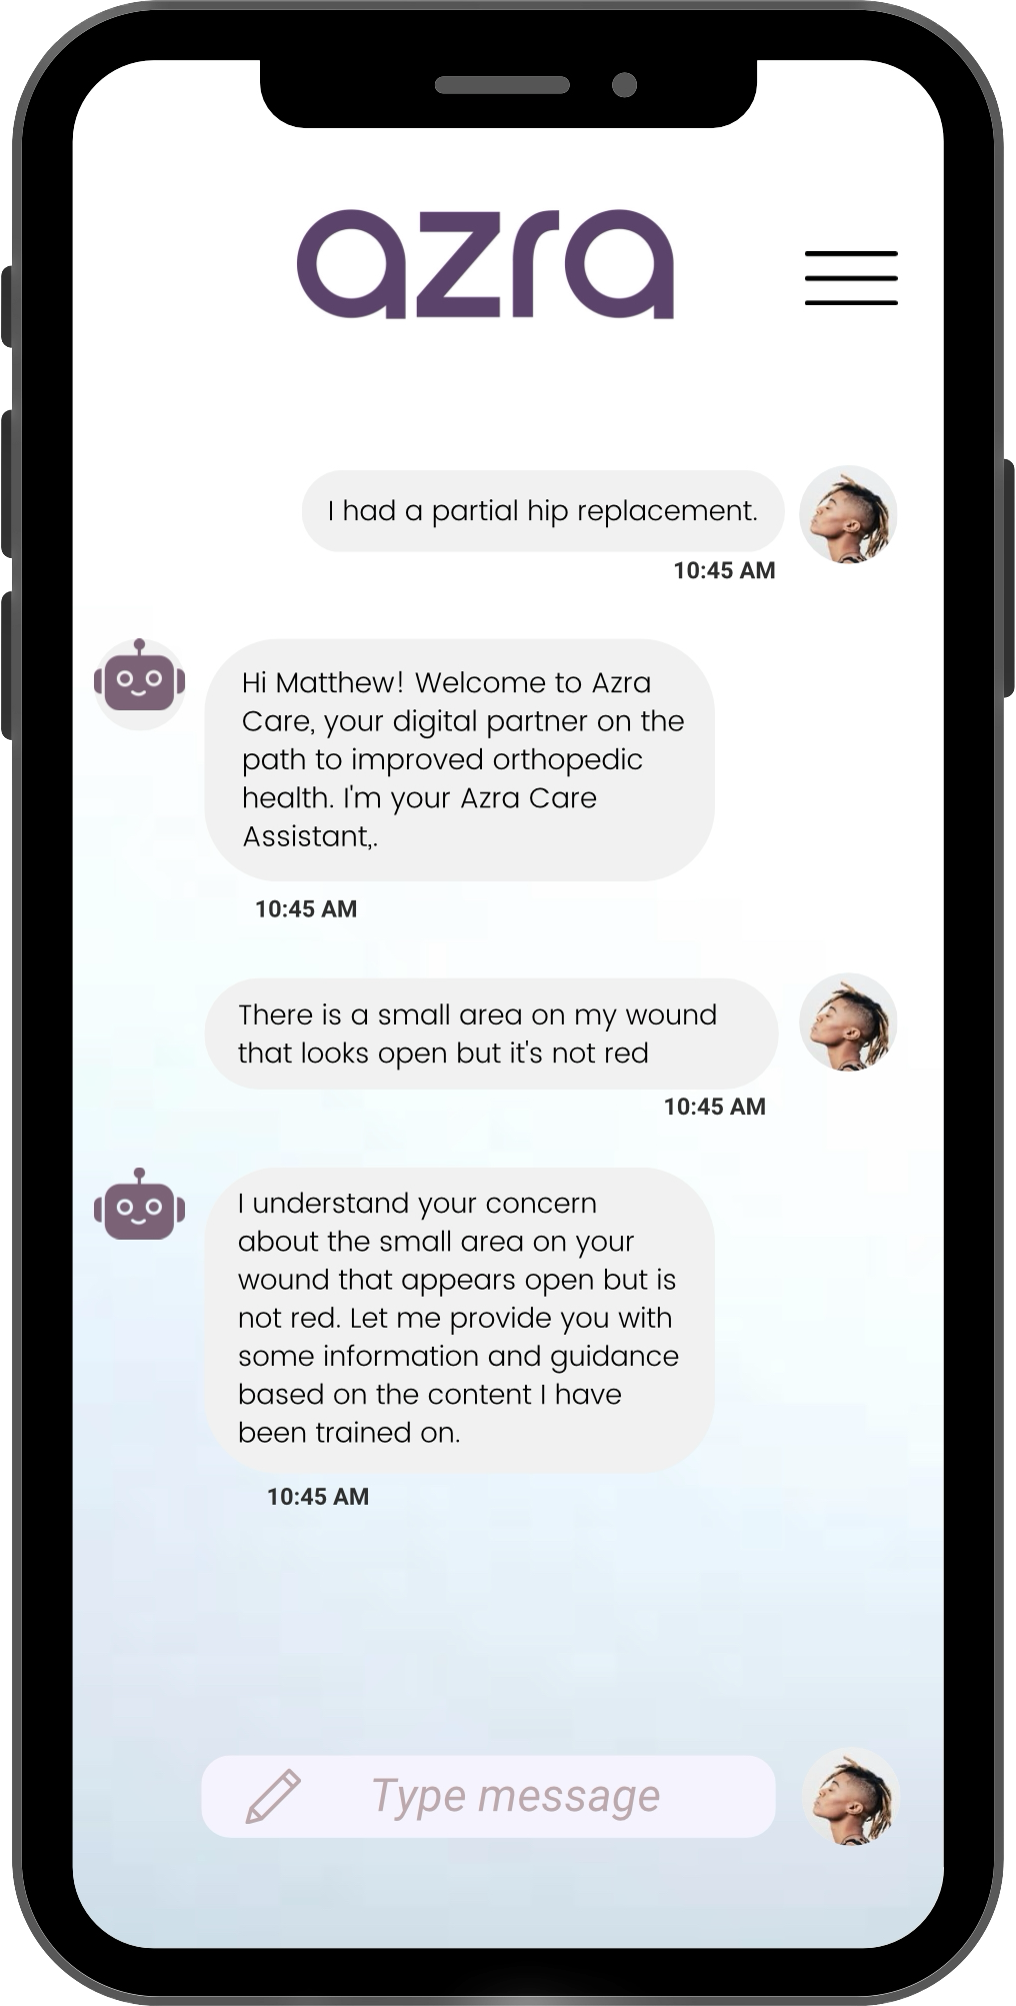 azra
I had a partial hip replacement.
10:45 AM
Hi Matthew! Welcome to Azra
Care, your digital partner on the
path to improved orthopedic
health. I'm your Azra Care
Assistant,.
10:45 AM
There is a small area on my wound
that looks open but it's not red
10:45 AM
I understand your concern
about the small area on your
wound that appears open but is
not red. Let me provide you with
some information and guidance
based on the content I have
been trained on.
10:45 AM
Type message